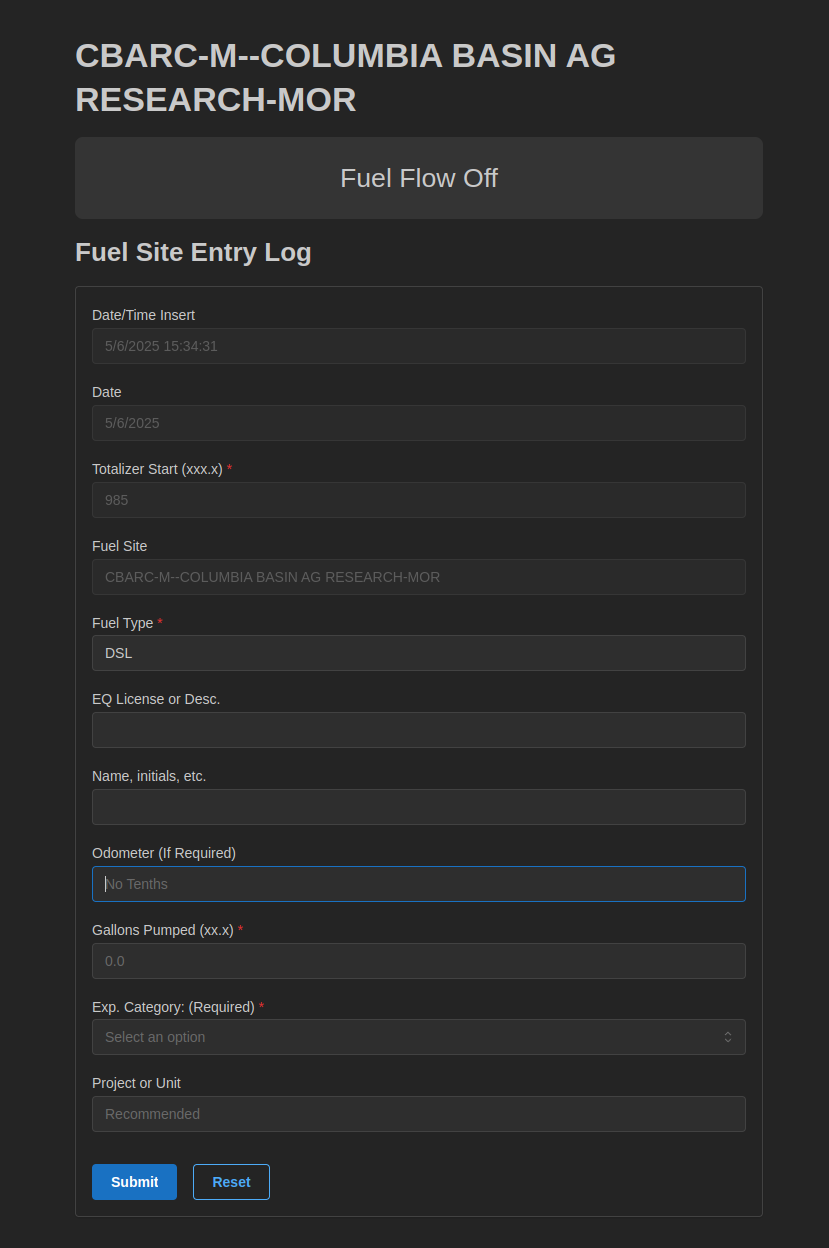 CBARC-M--COLUMBIA BASIN AG
RESEARCH-MOR
Fuel Flow Off
Fuel Site Entry Log
Date/Time Insert
5/6/2025 15:34:31
Date
5/6/2025
Totalizer Start (xxx.x) *
985
Fuel Site
CBARC-M--COLUMBIA BASIN AG RESEARCH-MOR
Fuel Type *
DSL
EQ License or Desc.
Name, initials, etc.
Odometer (If Required)
No Tenths
Gallons Pumped (xx.x) *
0.0
Exp. Category: (Required) *
Select an option
Project or Unit
Recommended
Submit Reset